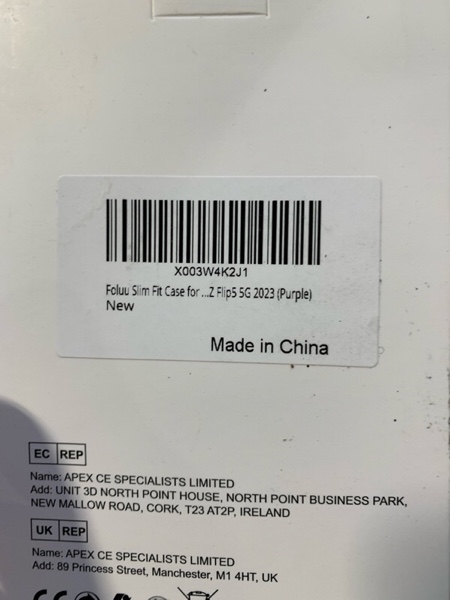 X003W4K2J1
Foluu Slim Fit Case for ...Z Flip5 5G 2023 (Purple)
New
Made in China
EC REP
Name: APEX CE SPECIALISTS LIMITED
Add: UNIT 3D NORTH POINT HOUSE, NORTH POINT BUSINESS PARK,
NEW MALLOW ROAD, CORK, T23 AT2P, IRELAND
UK REP
Name: APEX CE SPECIALISTS LIMITED
Add: 89 Princess Street, Manchester, M1 4HT, UK